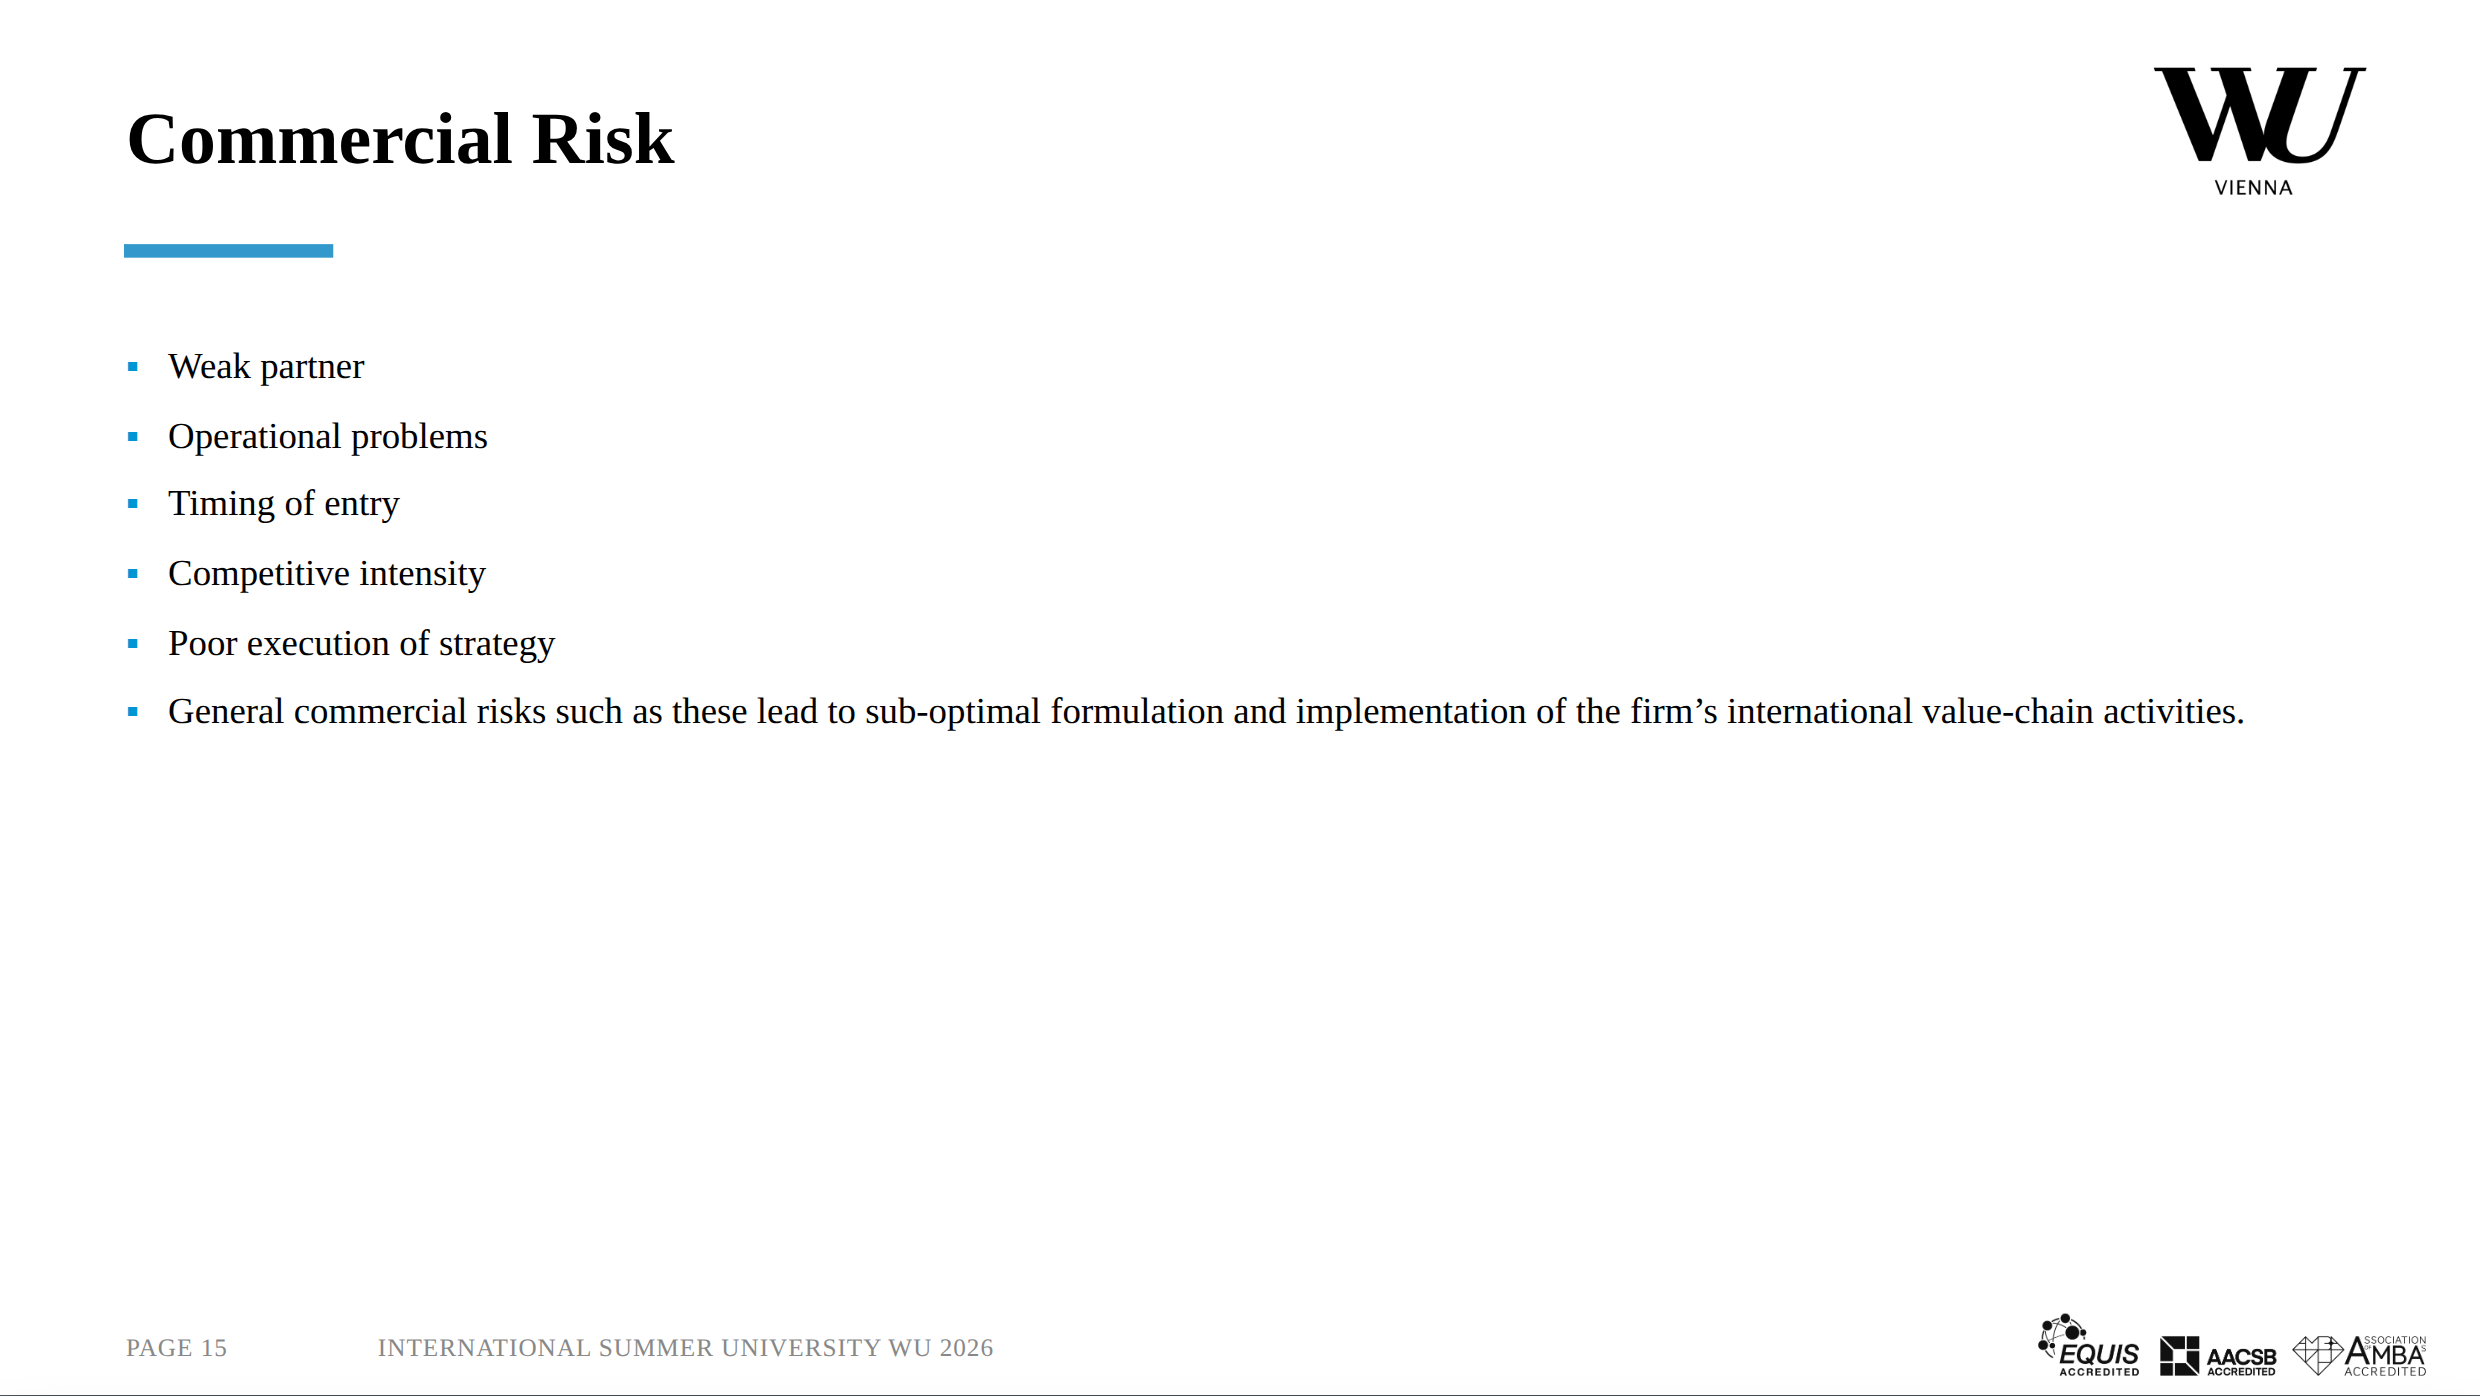 Commercial Risk
WU
VIENNA
Weak partner
Operational problems
Timing of entry
Competitive intensity
Poor execution of strategy
General commercial risks such as these lead to sub-optimal formulation and implementation of the firm’s international value-chain activities.
PAGE 15
INTERNATIONAL SUMMER UNIVERSITY WU 2026
EQUIS
ACCREDITED
AACSB
ACCREDITED
ASSOCIATION
OF MBAS
ACCREDITED